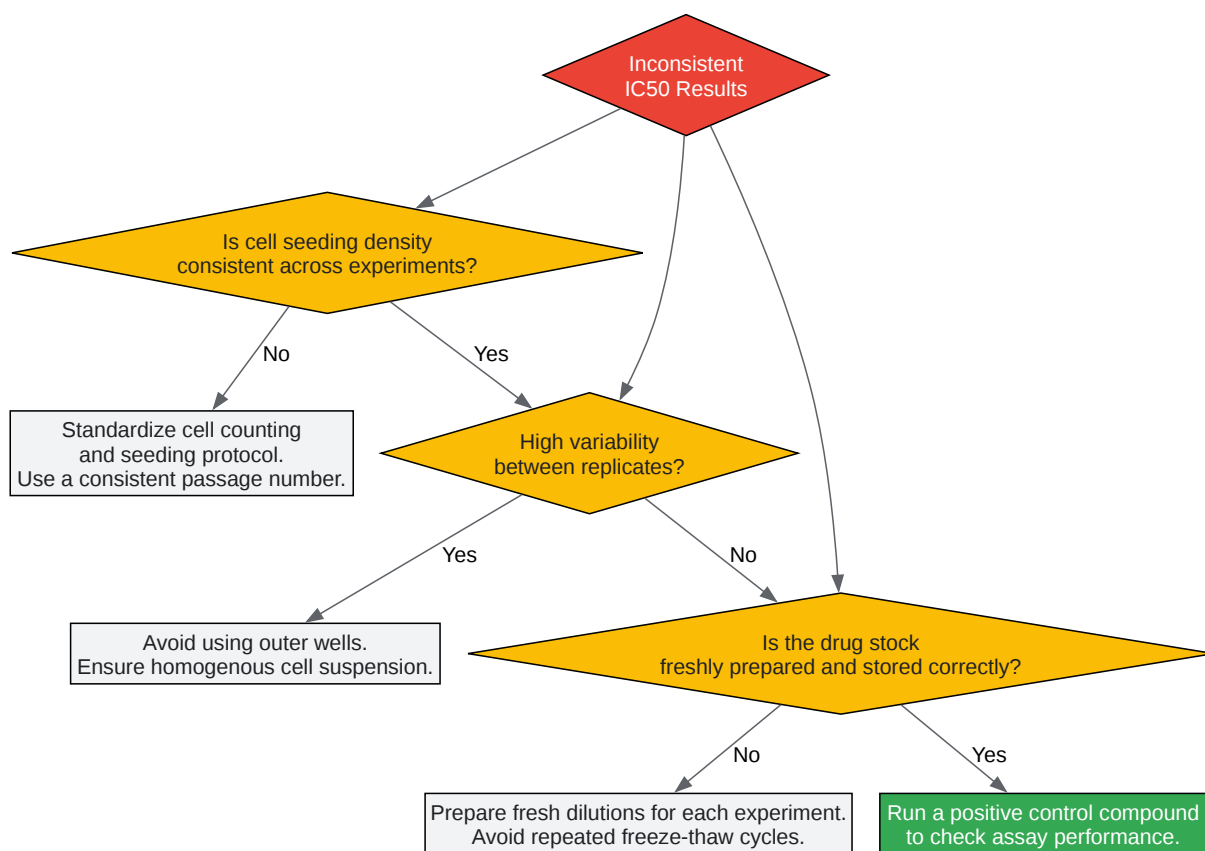 Inconsistent
IC50 Results
Is cell seeding density
consistent across experiments?
No
Yes
Standardize cell counting
and seeding protocol.
Use a consistent passage number.
High variability
between replicates?
Yes
No
Avoid using outer wells.
Ensure homogenous cell suspension.
Is the drug stock
freshly prepared and stored correctly?
No
Yes
Prepare fresh dilutions for each experiment.
Avoid repeated freeze-thaw cycles.
Run a positive control compound
to check assay performance.